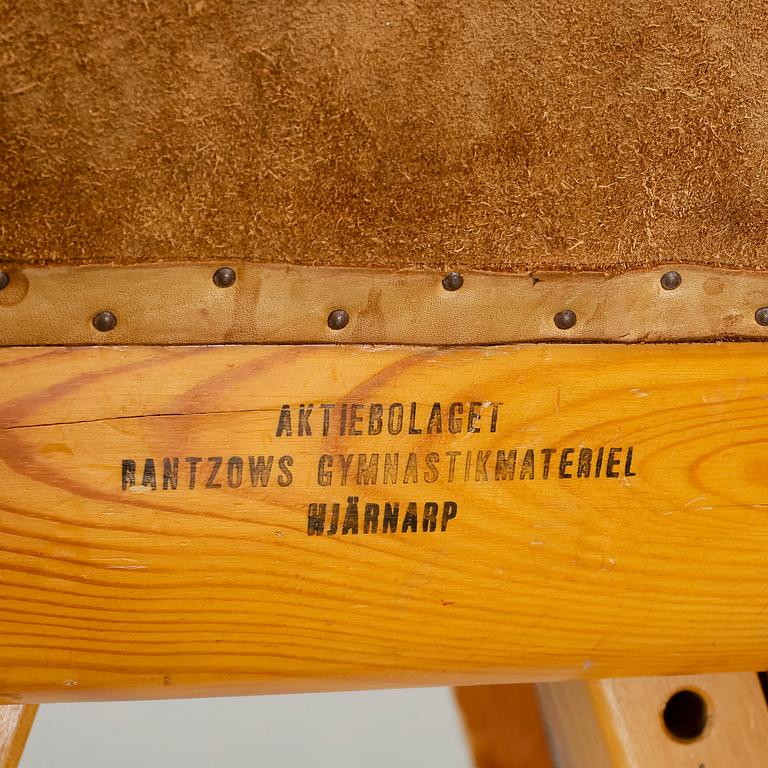 AKTIEBOLAGET
RANTZOWS GYMNASTIKMATERIEL
HJÄRNARP